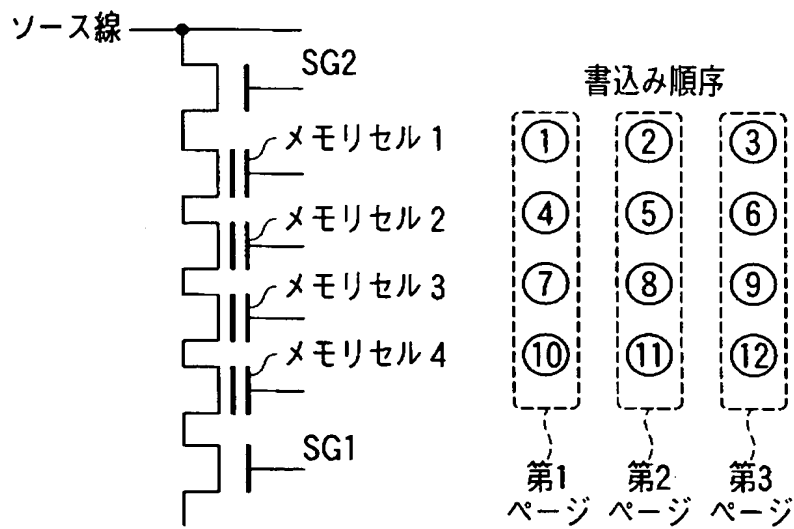 ソース線
SG2
メモリセル 1
メモリセル 2
メモリセル 3
メモリセル 4
SG1
書込み順序
① ② ③
④ ⑤ ⑥
⑦ ⑧ ⑨
⑩ ⑪ ⑫
第1 第2 第3
ページ ページ ページ